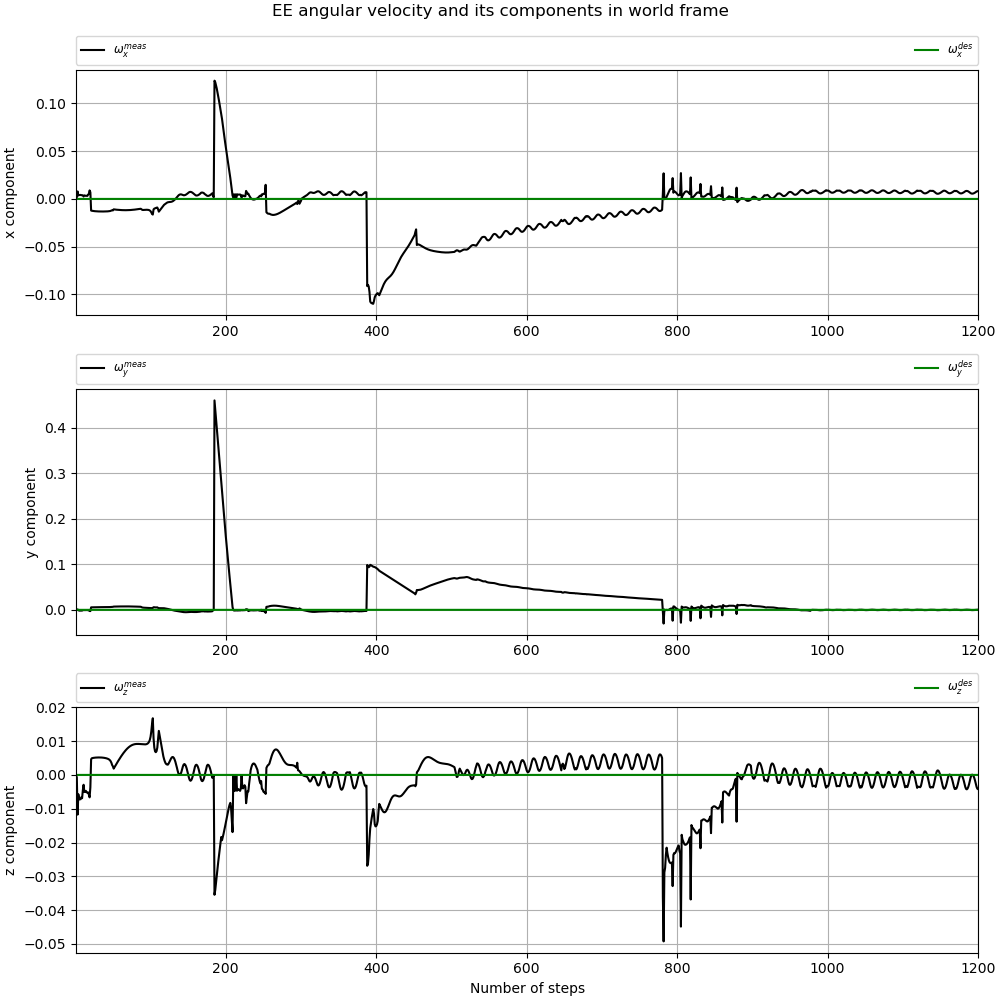 EE angular velocity and its components in world frame
ω_x^meas ω_x^des
x component
0.10
0.05
0.00
−0.05
−0.10
200 400 600 800 1000 1200
ω_y^meas ω_y^des
y component
0.4
0.3
0.2
0.1
0.0
200 400 600 800 1000 1200
ω_z^meas ω_z^des
z component
0.02
0.01
0.00
−0.01
−0.02
−0.03
−0.04
−0.05
200 400 600 800 1000 1200
Number of steps